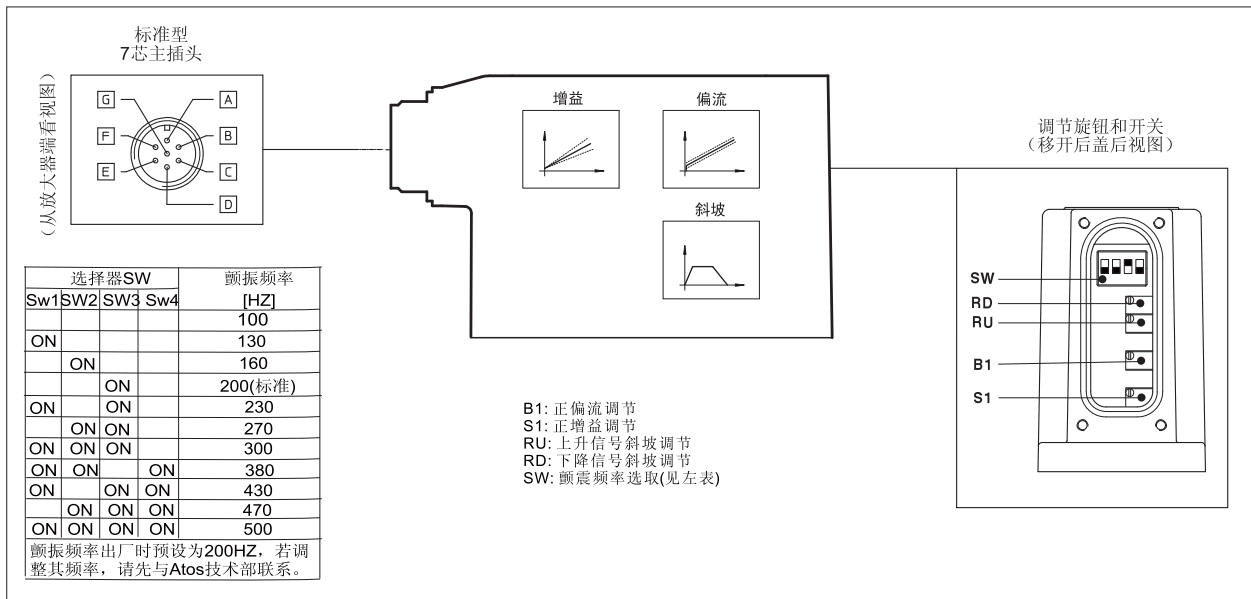 标准型
7芯主插头
(从放大器端看视图)
G
A
F
B
E
C
D
增益
偏流
斜坡
调节旋钮和开关
(移开后盖后视图)
SW
RD
RU
B1
S1
选择器SW 颤振频率
Sw1 SW2 SW3 Sw4 [HZ]
100
ON 130
ON 160
ON 200(标准)
ON ON 230
ON ON 270
ON ON ON 300
ON ON ON 380
ON ON ON 430
ON ON ON 470
ON ON ON ON 500
颤振频率出厂时预设为200HZ，若调
整其频率，请先与Atos技术部联系。
B1: 正偏流调节
S1: 正增益调节
RU: 上升信号斜坡调节
RD: 下降信号斜坡调节
SW: 颤震频率选取(见左表)